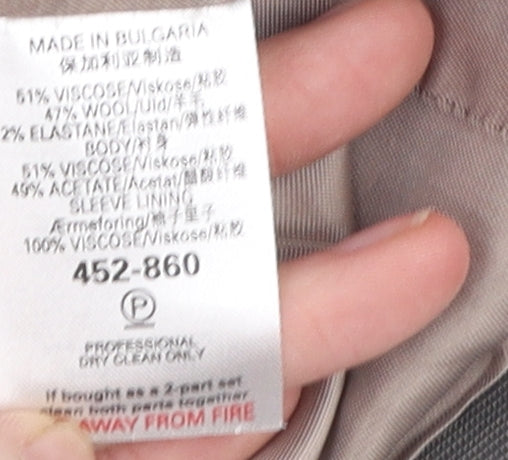 MADE IN BULGARIA
保加利亚制造
51% VISCOSE/Viskose/粘胶
47% WOOL/Uld/羊毛
2% ELASTANE/Elastan/弹性纤维
BODY/衬身
51% VISCOSE/Viskose/粘胶
49% ACETATE/Acetat/醋酸纤维
SLEEVE LINING
Ærmeforing/袖子里子
100% VISCOSE/Viskose/粘胶
452-860
P
PROFESSIONAL
DRY CLEAN ONLY
If bought as a 2-part set
clean both parts together
AWAY FROM FIRE